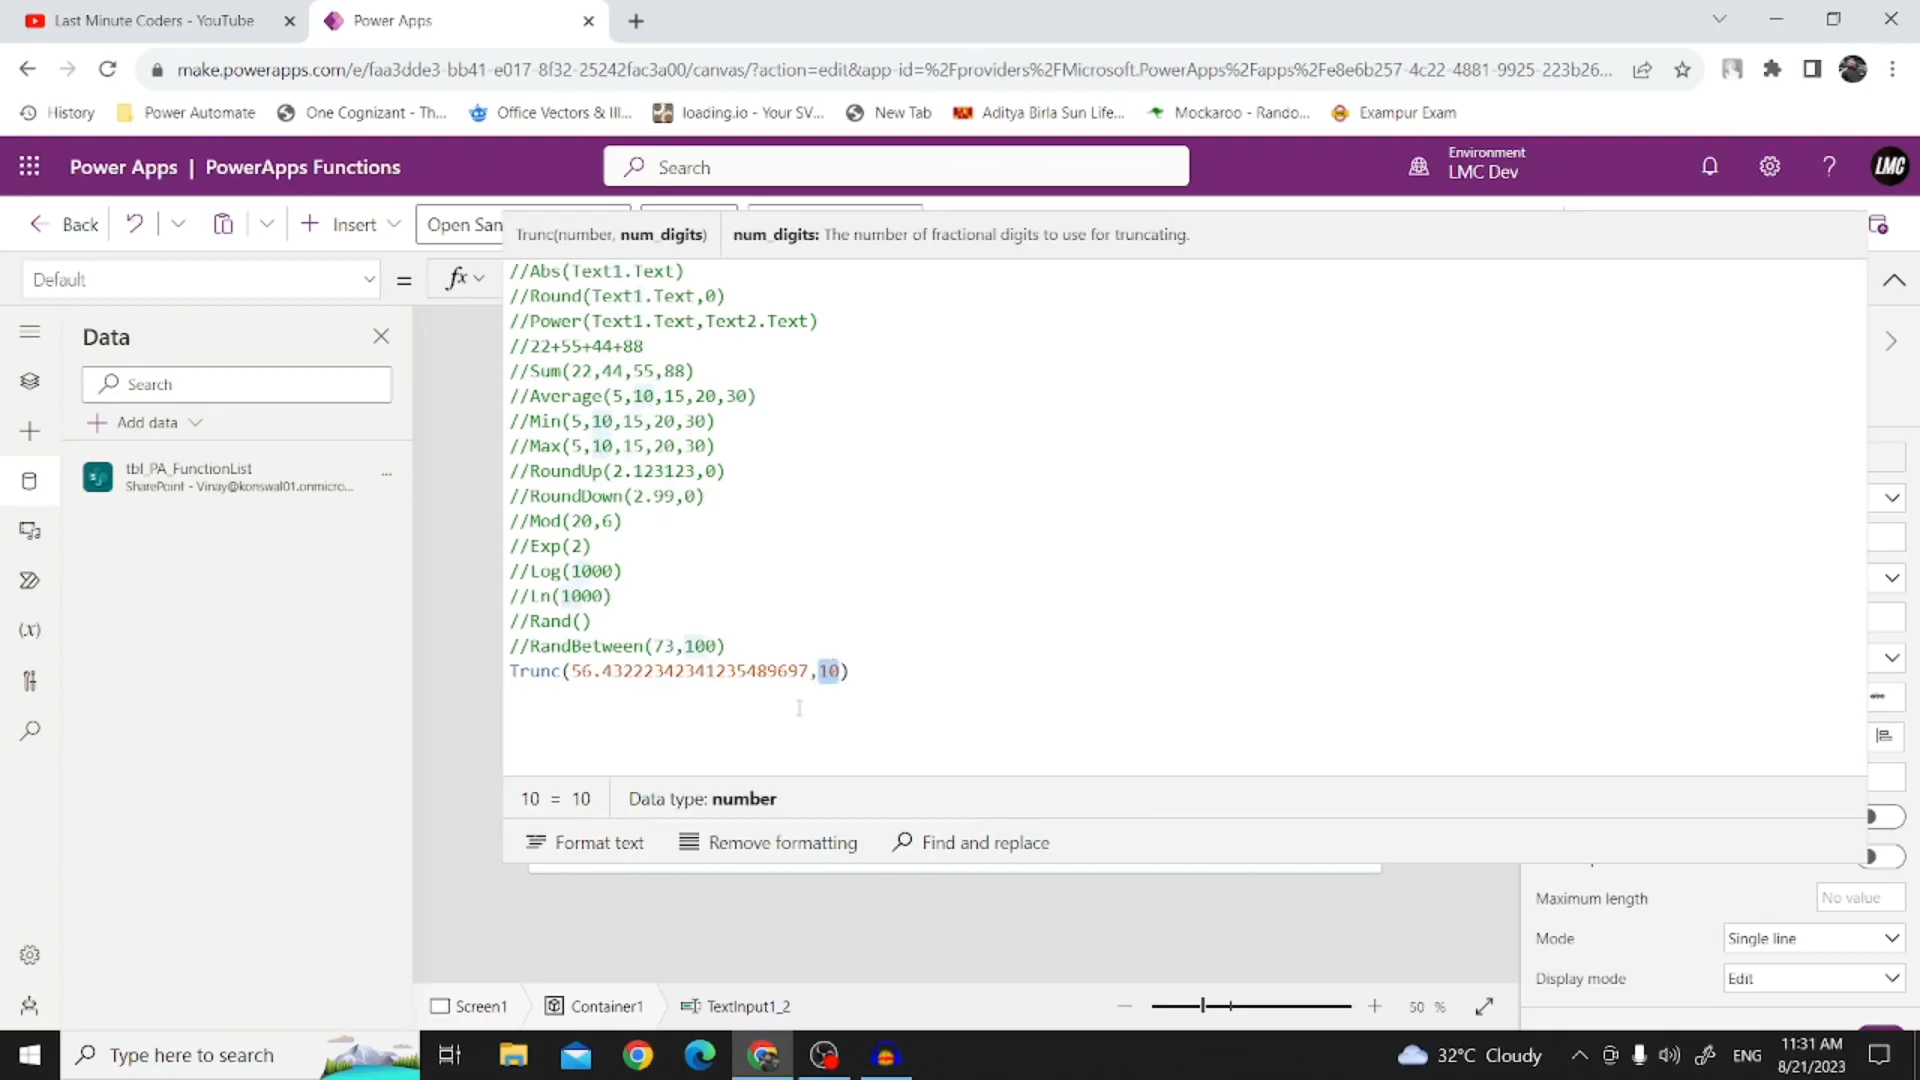 Last Minute Coders - YouTube
Power Apps
make.powerapps.com/e/faa3dde3-bb41-e017-8f32-25242fac3a00/canvas/?action=edit&app-id=%2Fproviders%2FMicrosoft.PowerApps%2Fapps%2Fe8e6b257-4c22-4881-9925-223b26...
History
Power Automate
One Cognizant - Th...
Office Vectors & Ill...
loading.io - Your SV...
New Tab
Aditya Birla Sun Life...
Mockaroo - Rando...
Exampur Exam
Power Apps | PowerApps Functions
Search
Environment
LMC Dev
LMC
Back
Insert
Open San
Trunc(number, num_digits)
num_digits: The number of fractional digits to use for truncating.
Default
=
fx
//Abs(Text1.Text)
//Round(Text1.Text,0)
//Power(Text1.Text,Text2.Text)
//22+55+44+88
//Sum(22,44,55,88)
//Average(5,10,15,20,30)
//Min(5,10,15,20,30)
//Max(5,10,15,20,30)
//RoundUp(2.123123,0)
//RoundDown(2.99,0)
//Mod(20,6)
//Exp(2)
//Log(1000)
//Ln(1000)
//Rand()
//RandBetween(73,100)
Trunc(56.43222342341235489697,10)
Data
Search
Add data
tbl_PA_FunctionList
SharePoint - Vinay@konswal01.onmicro...
10 = 10
Data type: number
Format text
Remove formatting
Find and replace
Maximum length
No value
Mode
Single line
Display mode
Edit
Screen1
Container1
TextInput1_2
50 %
Type here to search
32°C Cloudy
ENG
11:31 AM
8/21/2023